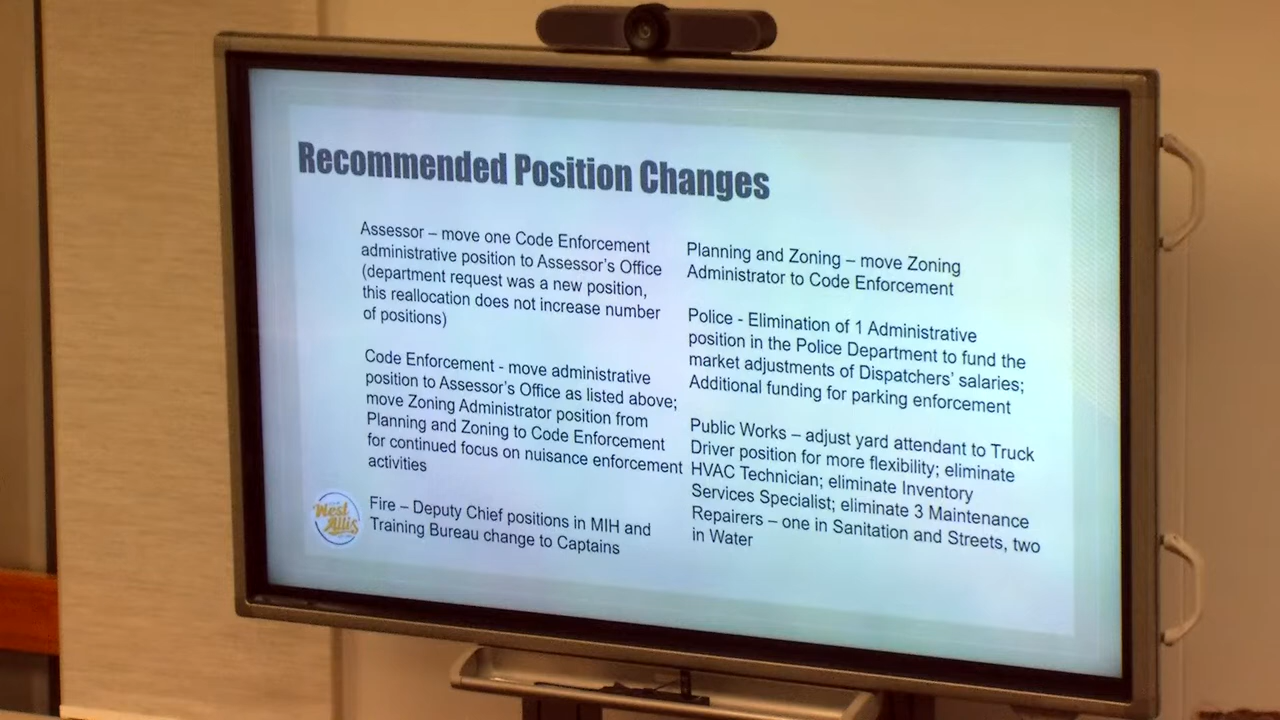 Recommended Position Changes
Assessor – move one Code Enforcement
administrative position to Assessor's Office
(department request was a new position,
this reallocation does not increase number
of positions)
Code Enforcement - move administrative
position to Assessor's Office as listed above;
move Zoning Administrator position from
Planning and Zoning to Code Enforcement
for continued focus on nuisance enforcement
activities
Fire – Deputy Chief positions in MIH and
Training Bureau change to Captains
West
Allis
Planning and Zoning – move Zoning
Administrator to Code Enforcement
Police - Elimination of 1 Administrative
position in the Police Department to fund the
market adjustments of Dispatchers' salaries;
Additional funding for parking enforcement
Public Works – adjust yard attendant to Truck
Driver position for more flexibility; eliminate
HVAC Technician; eliminate Inventory
Services Specialist; eliminate 3 Maintenance
Repairers – one in Sanitation and Streets, two
in Water